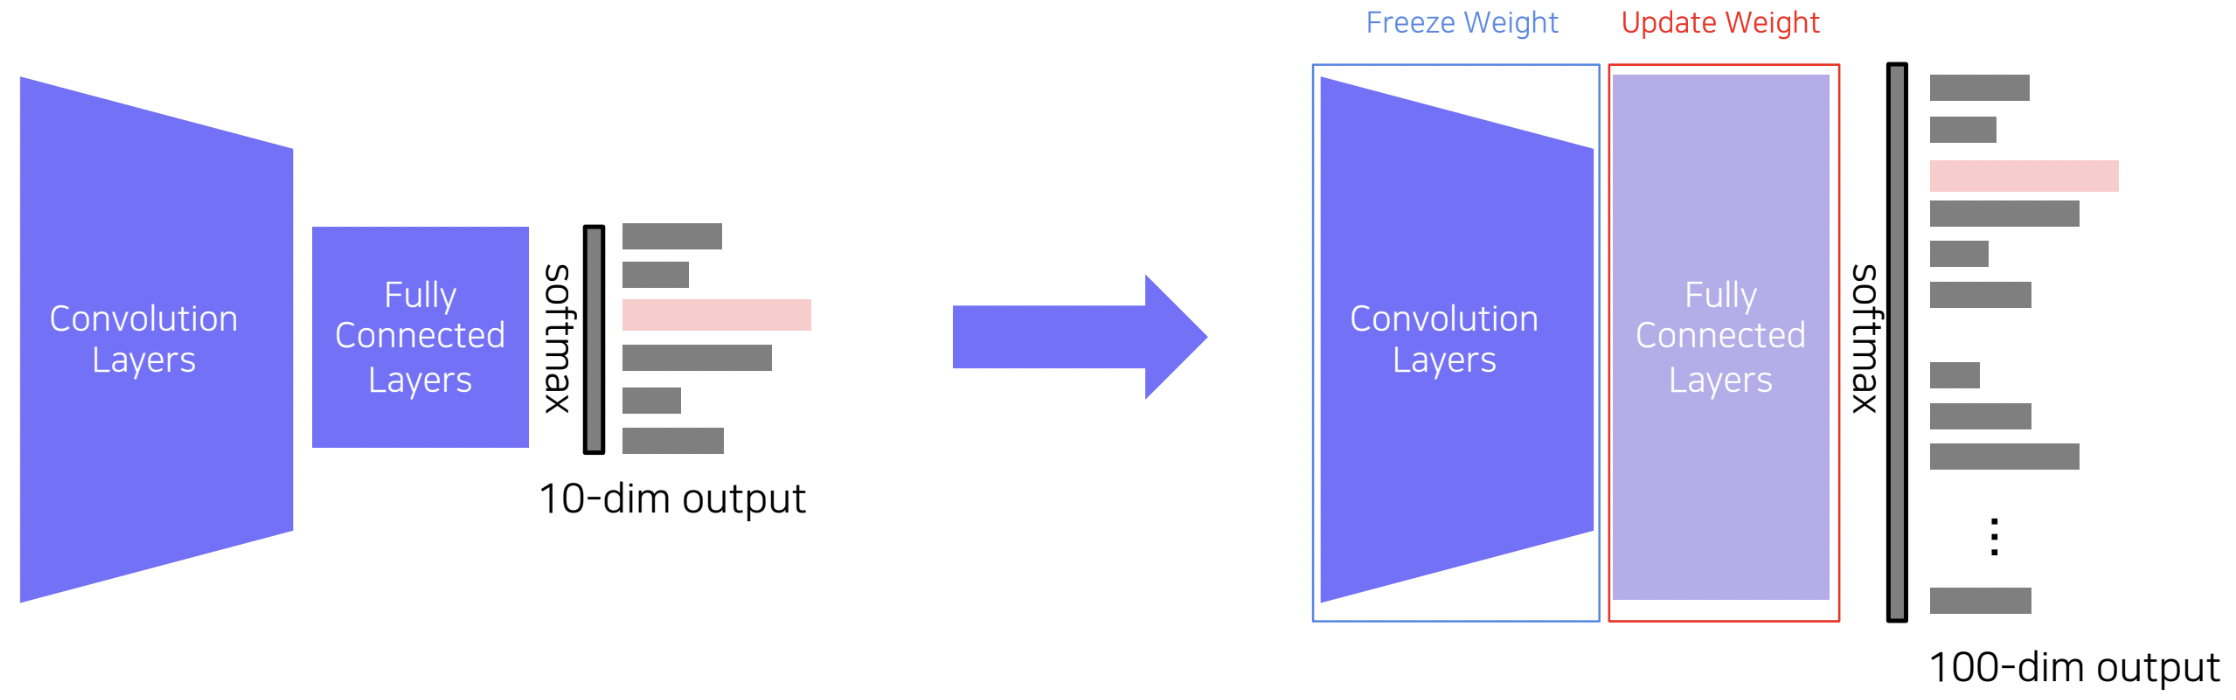 Convolution
Layers
Fully
Connected
Layers
softmax
10-dim output
Freeze Weight
Update Weight
Convolution
Layers
Fully
Connected
Layers
softmax
⋮
100-dim output